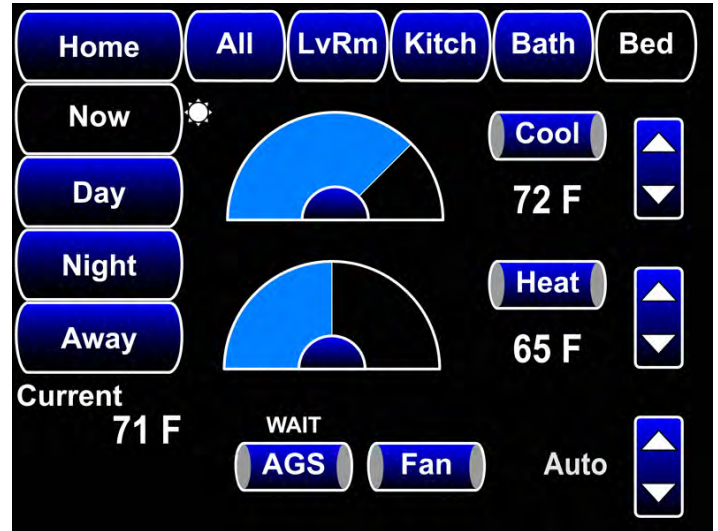 Home All LvRm Kitch Bath Bed
Now
Day
Night
Away
Current
71 F
Cool
72 F
Heat
65 F
WAIT
AGS Fan Auto